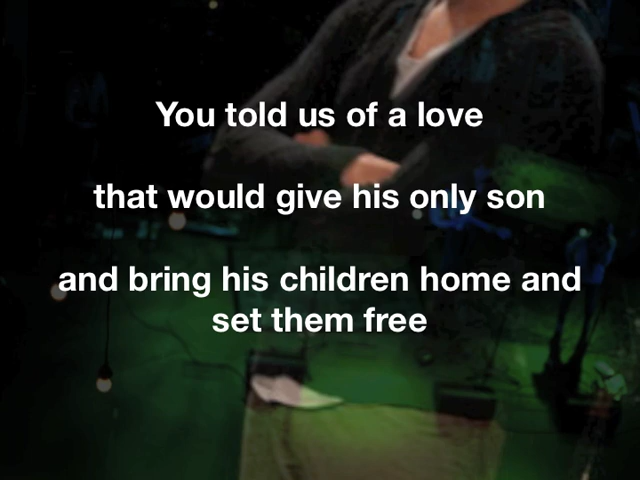 You told us of a love
that would give his only son
and bring his children home and
set them free